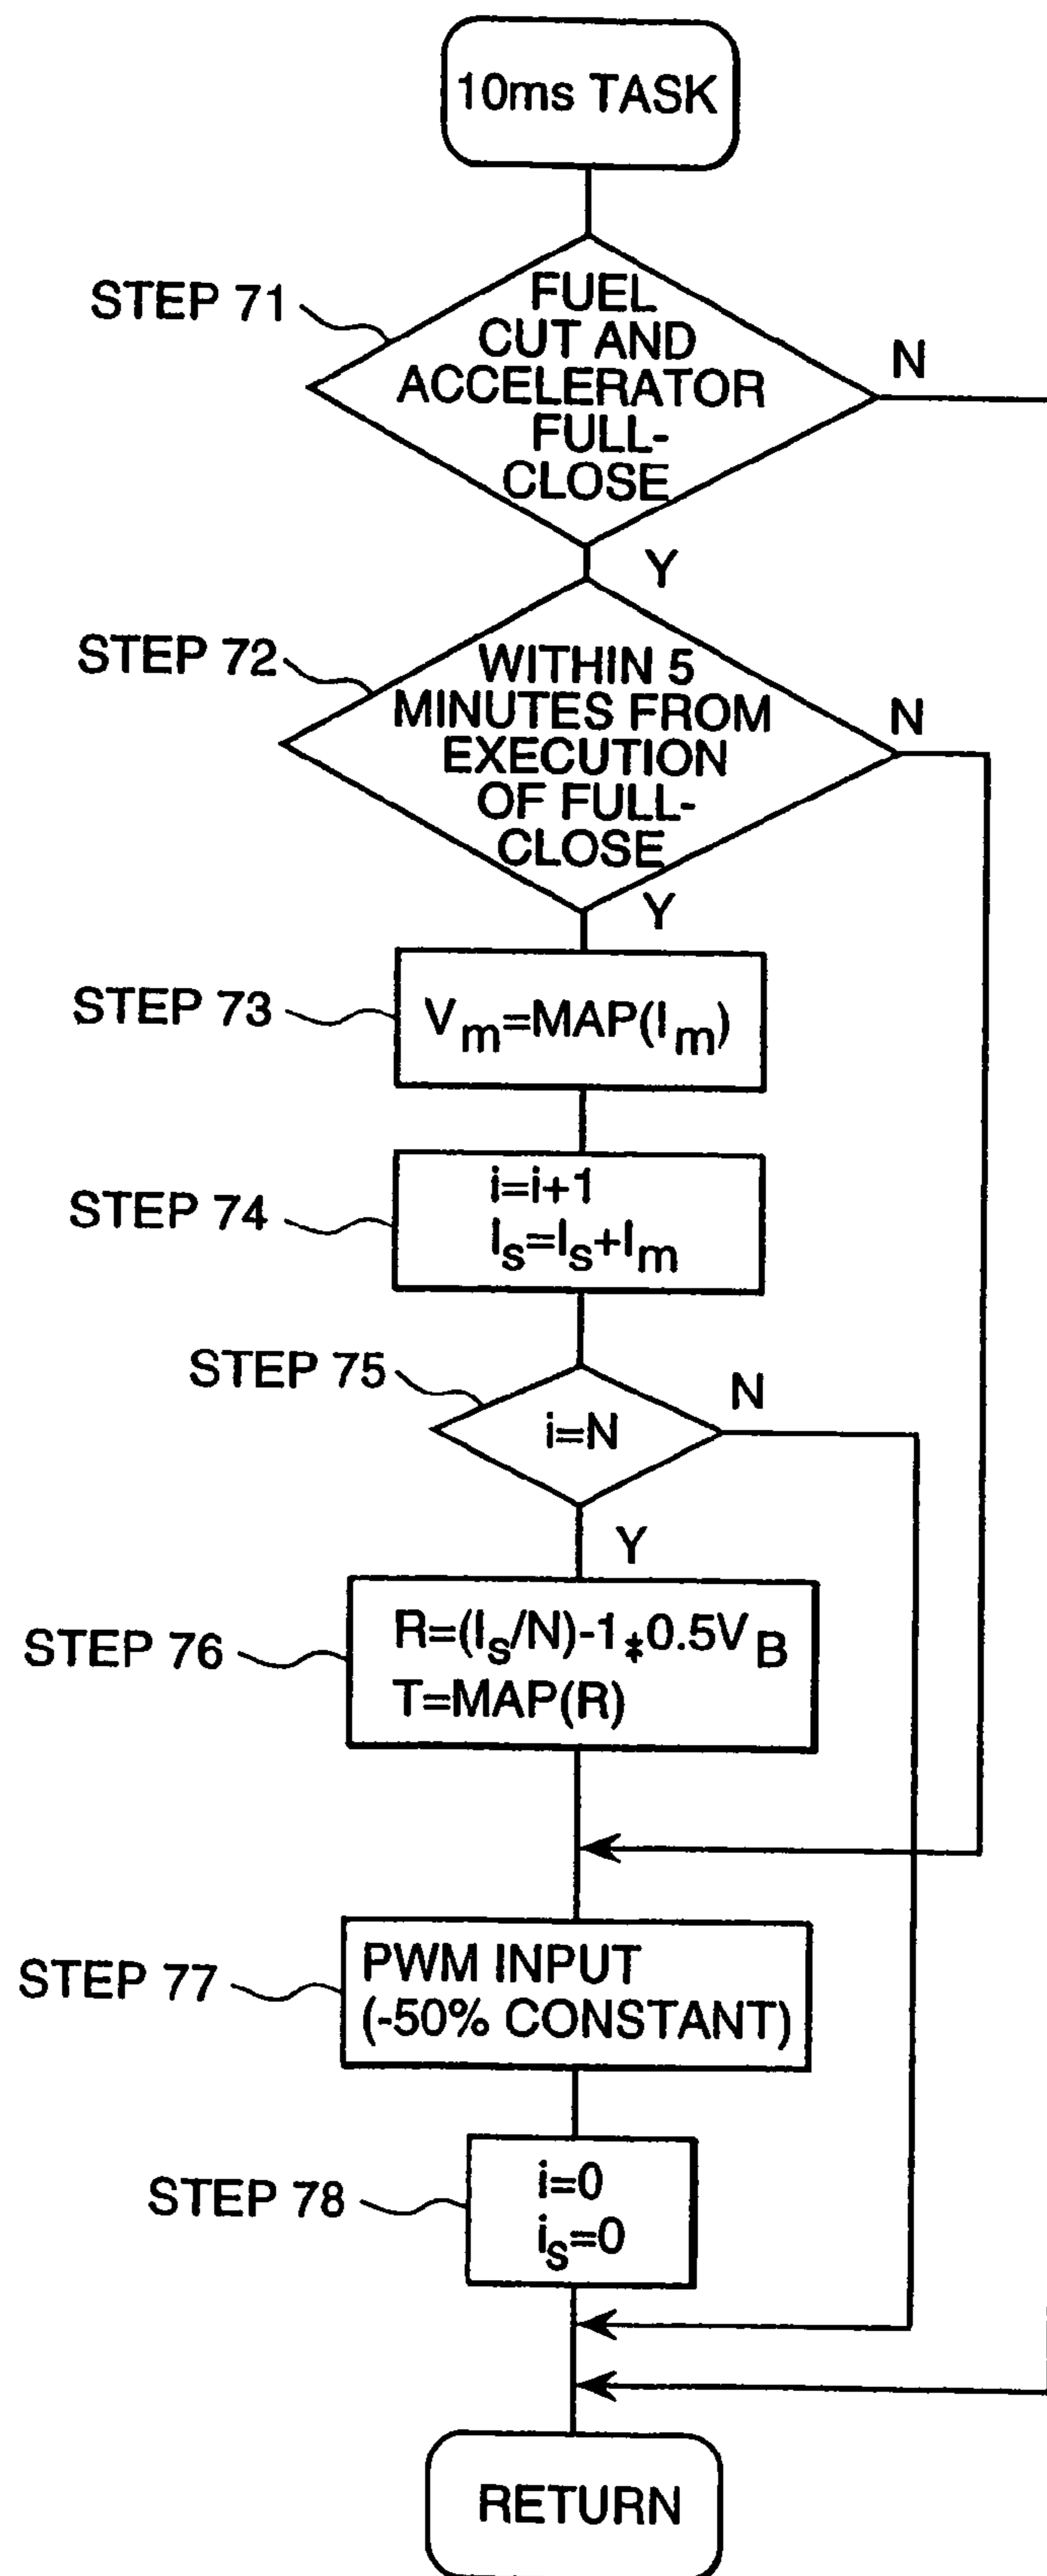 10ms TASK
STEP 71
FUEL
CUT AND
ACCELERATOR
FULL-
CLOSE
N
Y
STEP 72
WITHIN 5
MINUTES FROM
EXECUTION
OF FULL-
CLOSE
N
Y
STEP 73
Vm=MAP(Im)
STEP 74
i=i+1
Is=Is+Im
STEP 75
i=N
N
Y
STEP 76
R=(Is/N)-1*0.5VB
T=MAP(R)
STEP 77
PWM INPUT
(-50% CONSTANT)
STEP 78
i=0
is=0
RETURN